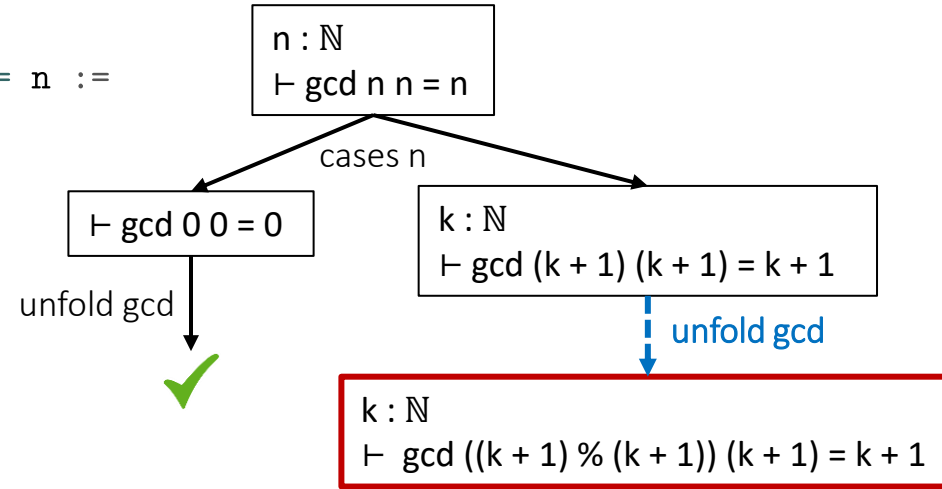 = n :=
n : ℕ
⊢ gcd n n = n
cases n
⊢ gcd 0 0 = 0
k : ℕ
⊢ gcd (k + 1) (k + 1) = k + 1
unfold gcd
unfold gcd
k : ℕ
⊢ gcd ((k + 1) % (k + 1)) (k + 1) = k + 1